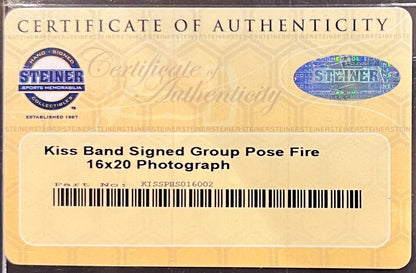 CERTIFICATE OF AUTHENTICITY
HAND - SIGNED
STEINER
SPORTS MEMORABILIA
COLLECTIBLES
ESTABLISHED 1987
Certificate of
Authenticity
STEINER
STEINERSTEINERSTEINERSTEINERSTEINERSTEINERSTEINERSTEINERSTEINER
Kiss Band Signed Group Pose Fire
16x20 Photograph
Part No: KISSPHS016002